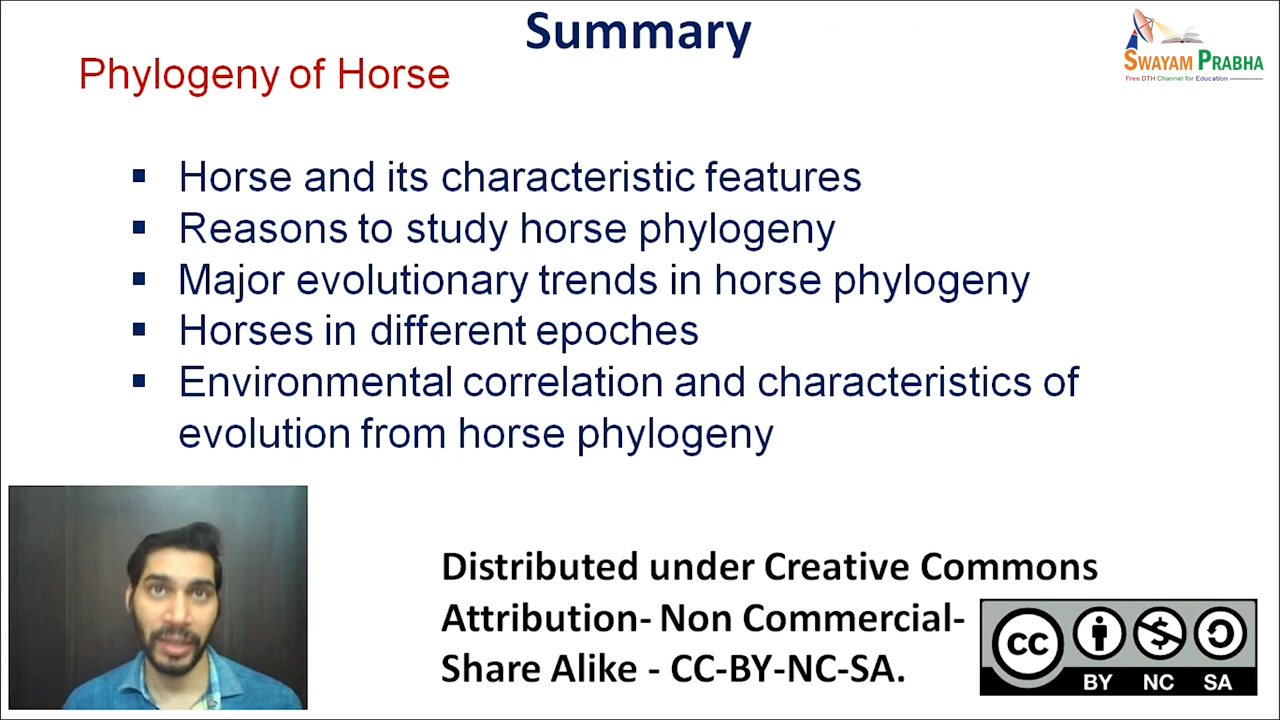 Summary
SWAYAM PRABHA
Free DTH Channel for Education
Phylogeny of Horse
▪ Horse and its characteristic features
▪ Reasons to study horse phylogeny
▪ Major evolutionary trends in horse phylogeny
▪ Horses in different epoches
▪ Environmental correlation and characteristics of
evolution from horse phylogeny
Distributed under Creative Commons
Attribution- Non Commercial-
Share Alike - CC-BY-NC-SA.
cc
BY NC SA